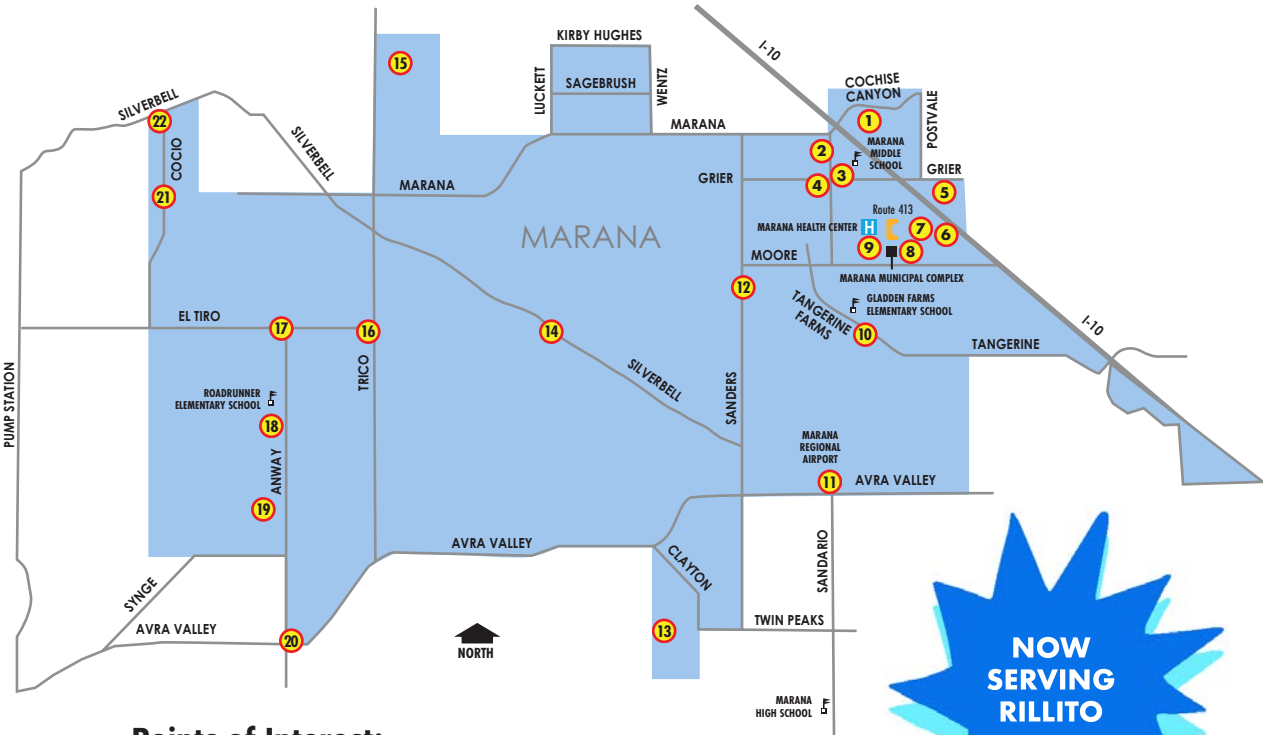 I-10
KIRBY HUGHES
COCHISE
CANYON
15
SAGEBRUSH
LUCKETT
WENTZ
POSTVALE
SILVERBELL
22
SILVERBELL
MARANA
1
2
MARANA
MIDDLE
SCHOOL
COCIO
GRIER
3
GRIER
4
5
21
MARANA
Route 413
MARANA HEALTH CENTER
H
7
6
MARANA
9
8
MOORE
MARANA MUNICIPAL COMPLEX
12
TANGERINE
FARMS
GLADDEN FARMS
ELEMENTARY SCHOOL
EL TIRO
17
16
14
10
I-10
TANGERINE
PUMP STATION
TRICO
SILVERBELL
SANDERS
ROADRUNNER
ELEMENTARY SCHOOL
18
MARANA
REGIONAL
AIRPORT
ANWAY
11
AVRA VALLEY
19
AVRA VALLEY
CLAYTON
SANDARIO
SYNGE
AVRA VALLEY
20
13
TWIN PEAKS
NORTH
NOW
SERVING
RILLITO
MARANA
HIGH SCHOOL
Points of Interest: